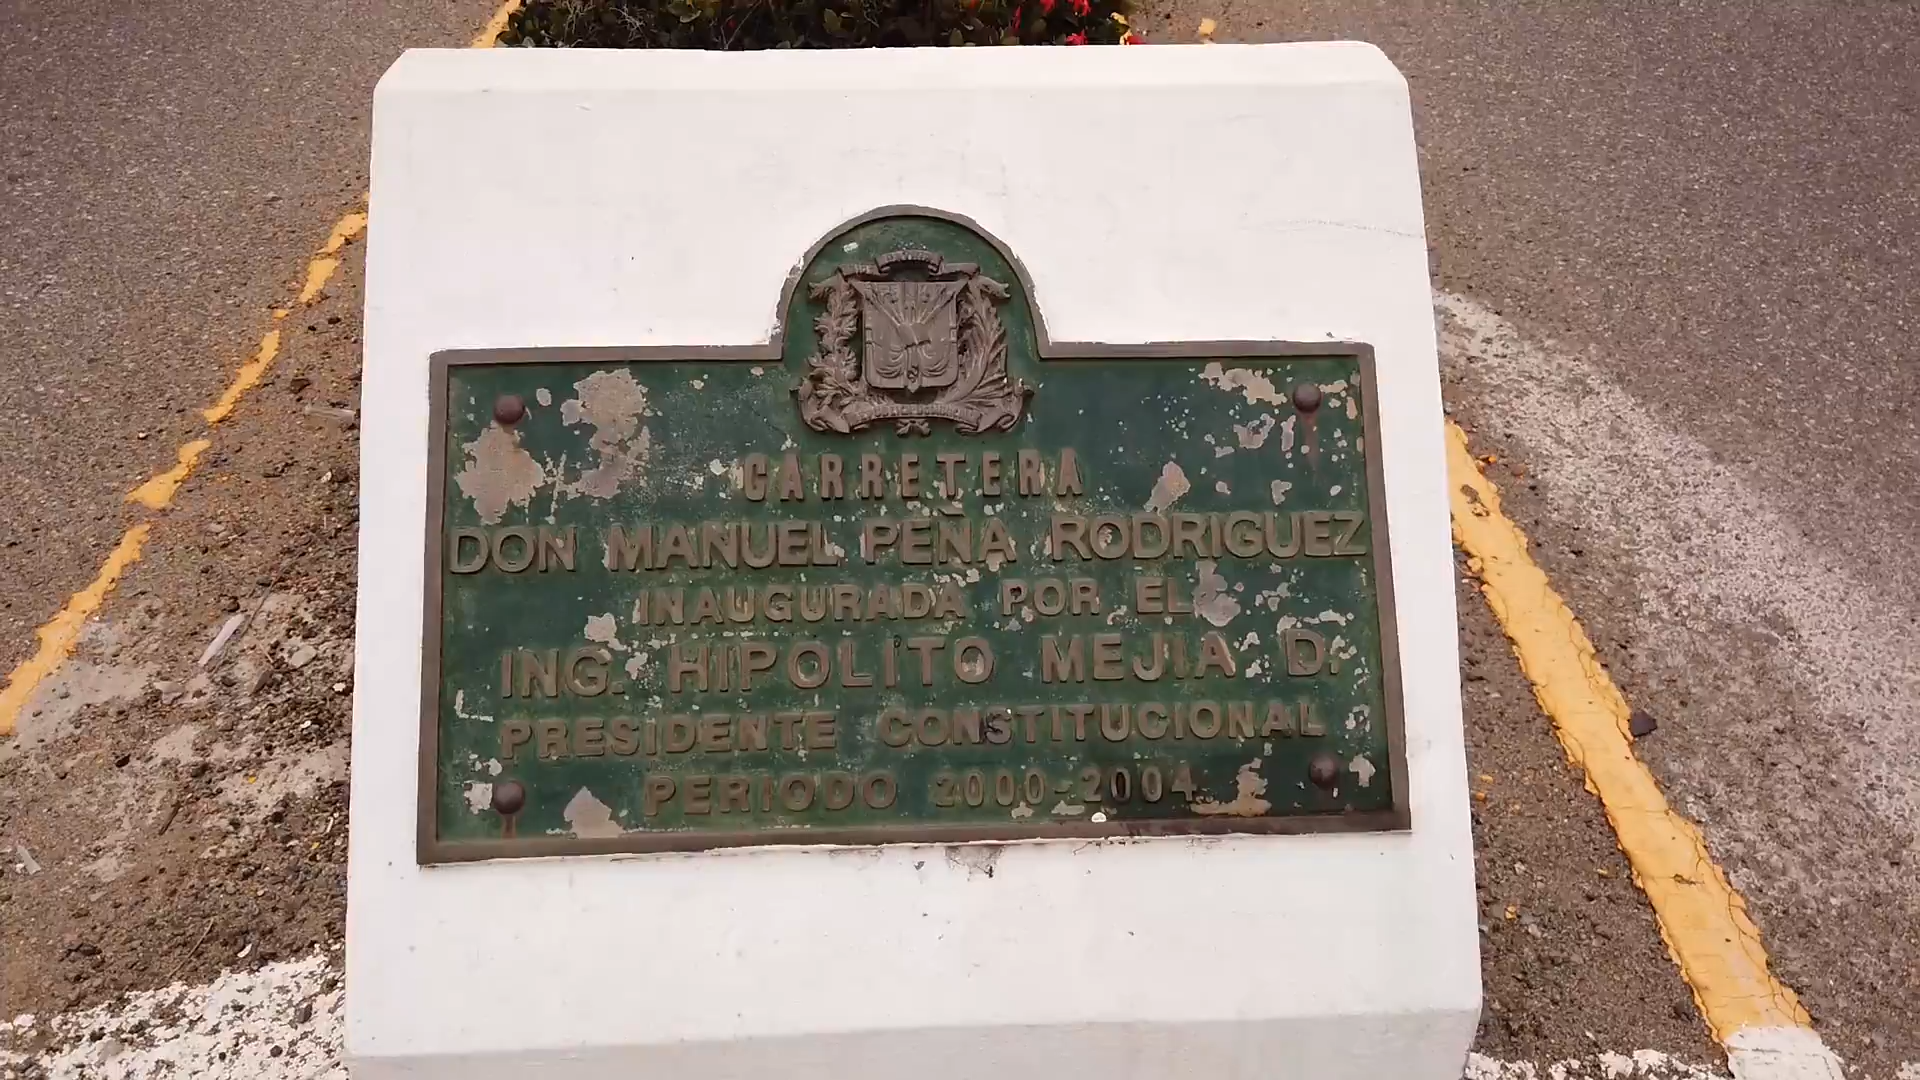 CARRETERA
DON MANUEL PEÑA RODRIGUEZ
INAUGURADA POR EL
ING. HIPOLITO MEJIA D.
PRESIDENTE CONSTITUCIONAL
PERIODO 2000-2004